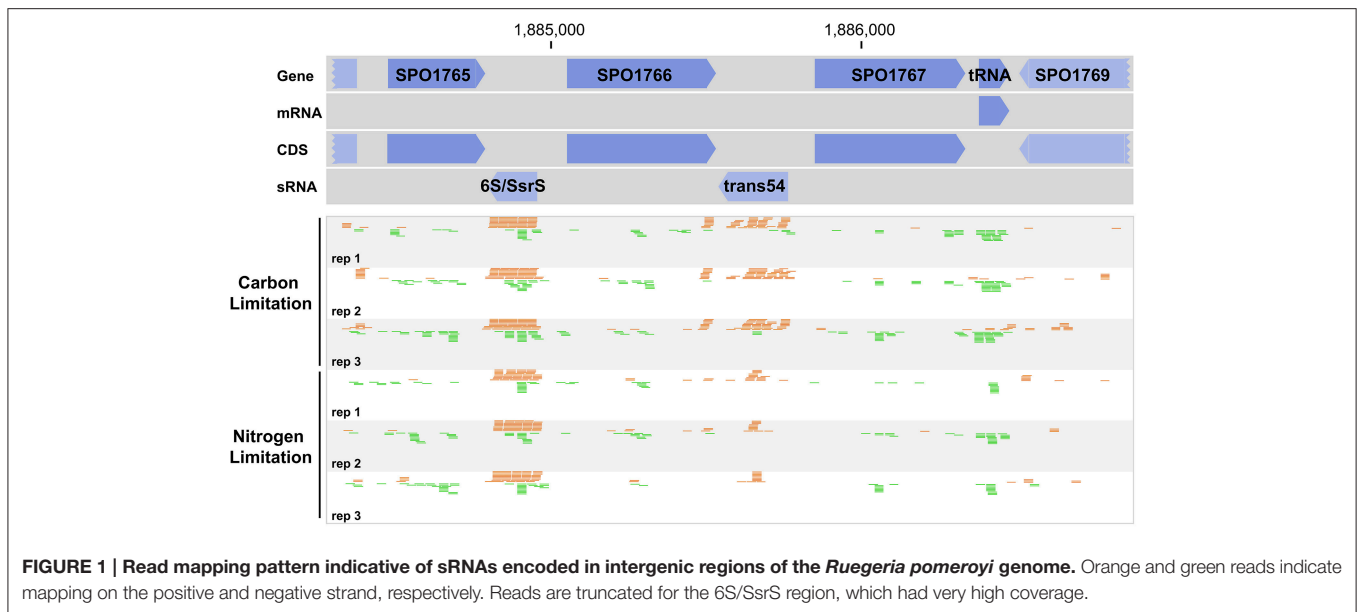 1,885,000 1,886,000
Gene SPO1765 SPO1766 SPO1767 tRNA SPO1769
mRNA
CDS
sRNA 6S/SsrS trans54
Carbon
Limitation
rep 1
rep 2
rep 3
Nitrogen
Limitation
rep 1
rep 2
rep 3
FIGURE 1 | Read mapping pattern indicative of sRNAs encoded in intergenic regions of the Ruegeria pomeroyi genome. Orange and green reads indicate
mapping on the positive and negative strand, respectively. Reads are truncated for the 6S/SsrS region, which had very high coverage.